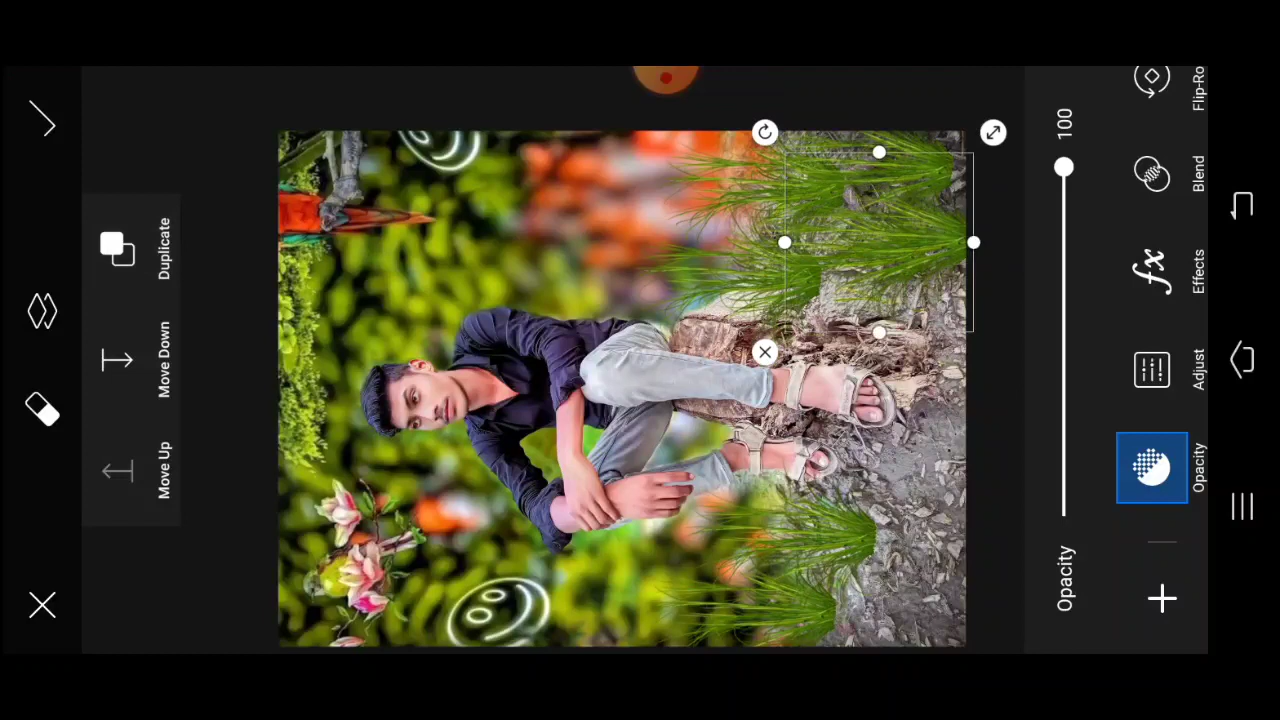 Duplicate
Move Down
Move Up
100
Opacity
Flip-Ro
Blend
Effects
Adjust
Opacity